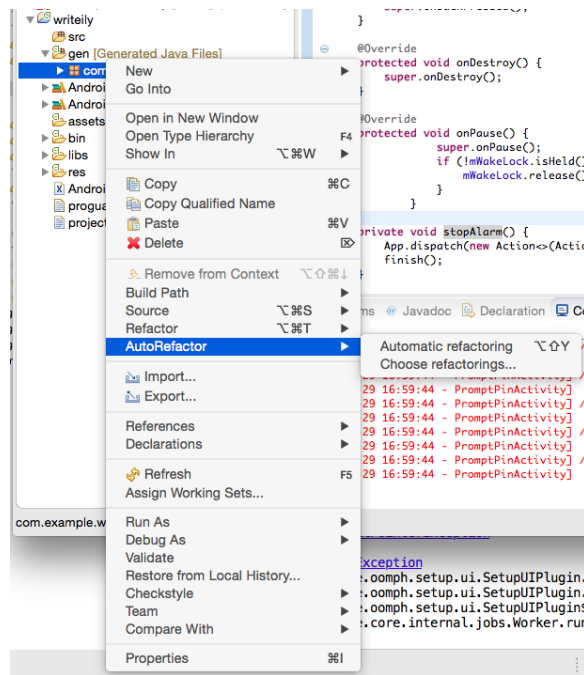 writeily
src
gen [Generated Java Files]
com
Androi
Androi
assets
bin
libs
res
Androi
progua
project
com.example.w
New
Go Into
Open in New Window
Open Type Hierarchy F4
Show In ⌥⌘W
Copy ⌘C
Copy Qualified Name
Paste ⌘V
Delete ⌦
Remove from Context ⌥⇧⌘↓
Build Path
Source ⌥⌘S
Refactor ⌥⌘T
AutoRefactor
Import...
Export...
References
Declarations
Refresh F5
Assign Working Sets...
Run As
Debug As
Validate
Restore from Local History...
Checkstyle
Team
Compare With
Properties ⌘I
Automatic refactoring ⌥⇧Y
Choose refactorings...
}
@Override
protected void onDestroy() {
super.onDestroy();
}
@Override
protected void onPause() {
super.onPause();
if (!mWakeLock.isHeld()
mWakeLock.release()
}
}
private void stopAlarm() {
App.dispatch(new Action<>(Actio
finish();
}
ms @ Javadoc Declaration Co
29 16:59:44 - PromptPinActivity] /
29 16:59:44 - PromptPinActivity]
29 16:59:44 - PromptPinActivity] /
29 16:59:44 - PromptPinActivity]
29 16:59:44 - PromptPinActivity]
29 16:59:44 - PromptPinActivity]
29 16:59:44 - PromptPinActivity] /
29 16:59:44 - PromptPinActivity]
Exception
e.oomph.setup.ui.SetupUIPlugin.
e.oomph.setup.ui.SetupUIPlugin.
e.oomph.setup.ui.SetupUIPlugin$
e.core.internal.jobs.Worker.run